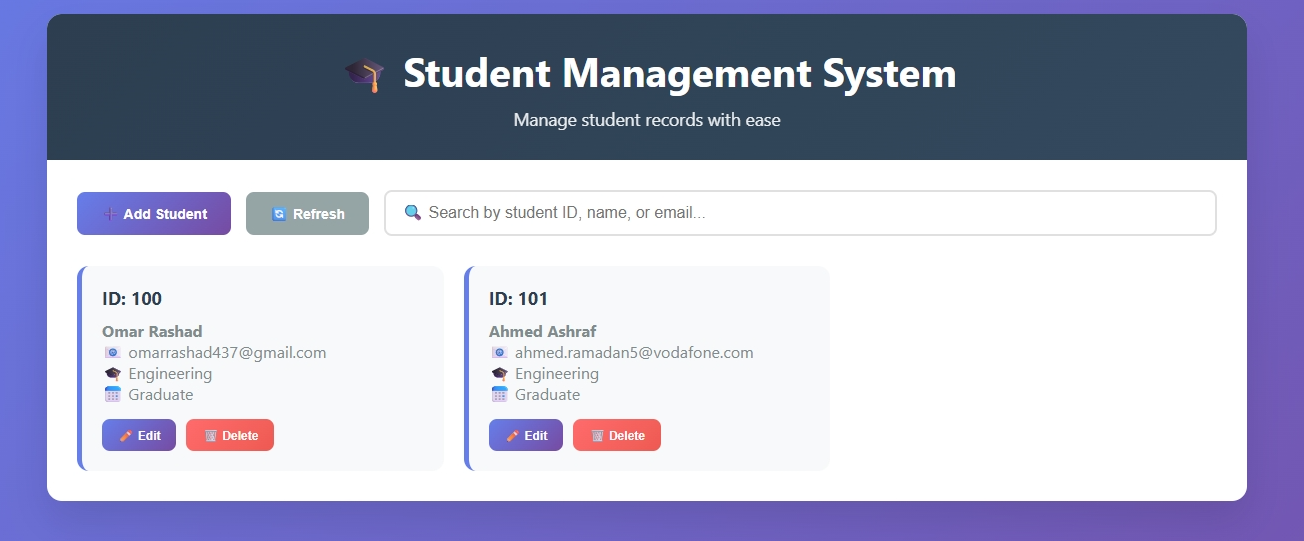 Student Management System
Manage student records with ease
Add Student
Refresh
Search by student ID, name, or email...
ID: 100
Omar Rashad
omarrashad437@gmail.com
Engineering
Graduate
Edit
Delete
ID: 101
Ahmed Ashraf
ahmed.ramadan5@vodafone.com
Engineering
Graduate
Edit
Delete